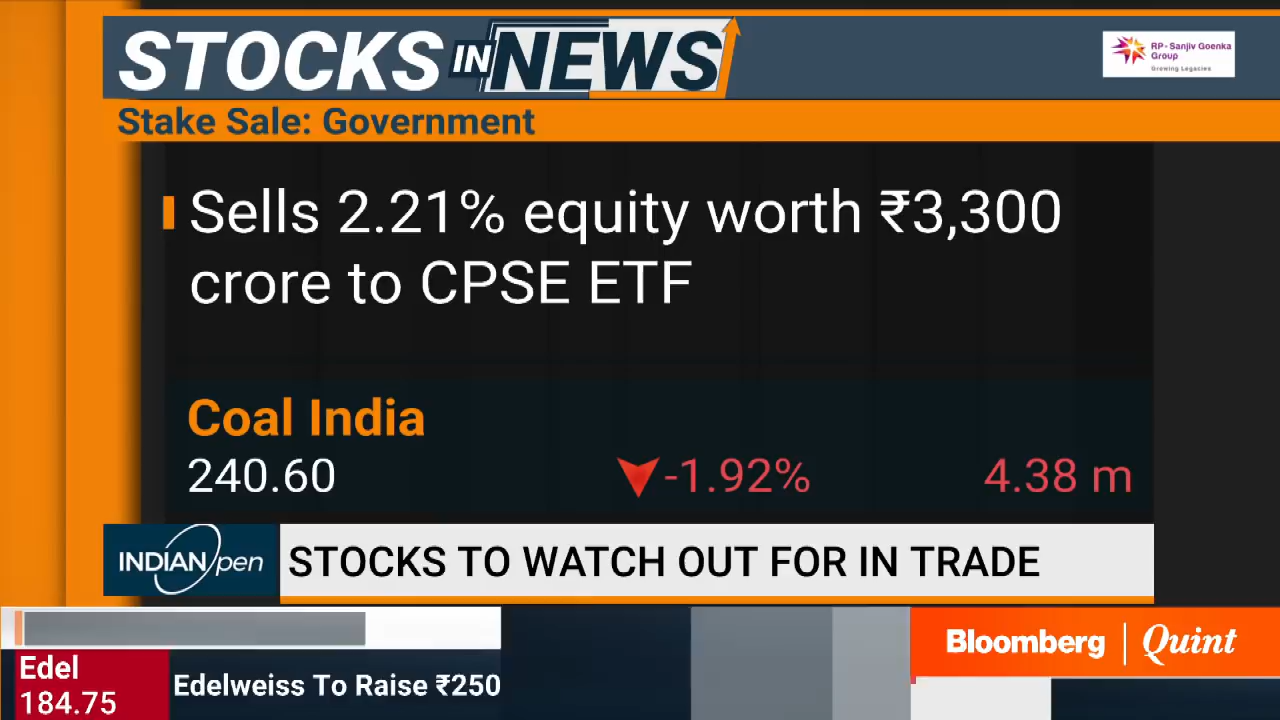 STOCKS IN NEWS
RP - Sanjiv Goenka
Group
Growing Legacies
Stake Sale: Government
Sells 2.21% equity worth ₹3,300
crore to CPSE ETF
Coal India
240.60 -1.92% 4.38 m
INDIAN Open STOCKS TO WATCH OUT FOR IN TRADE
Bloomberg | Quint
Edel
184.75
Edelweiss To Raise ₹250